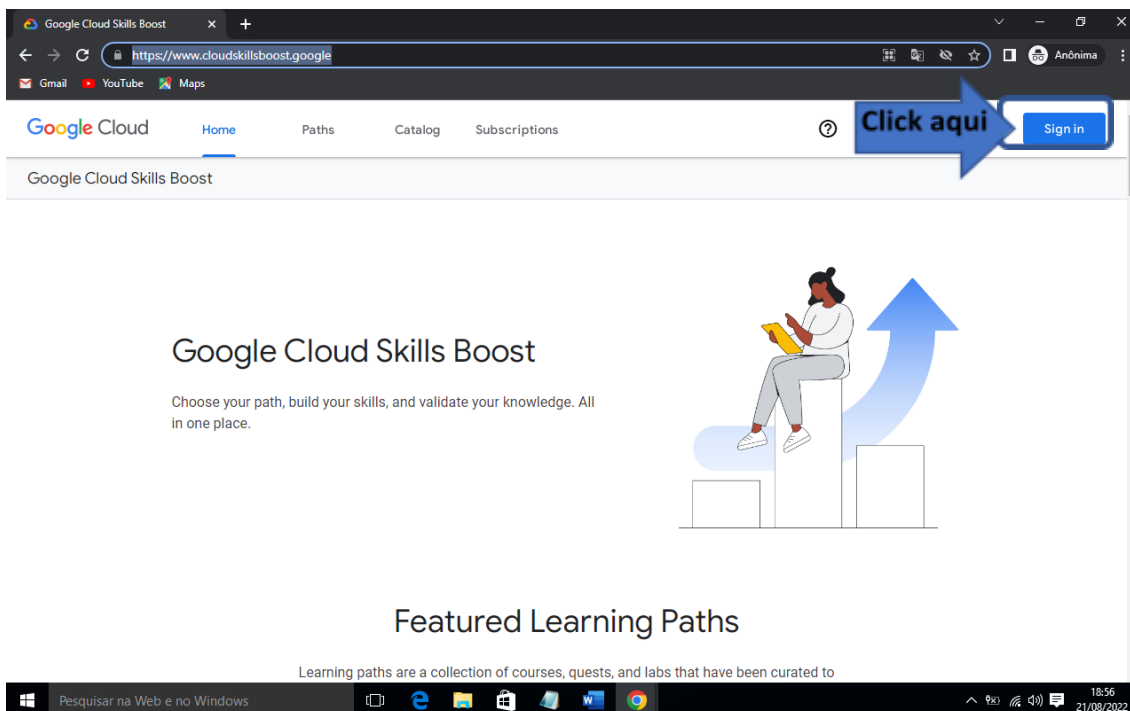 Google Cloud Skills Boost
https://www.cloudskillsboost.google
Anônima
Gmail YouTube Maps
Google Cloud Home Paths Catalog Subscriptions Click aqui Sign in
Google Cloud Skills Boost
Google Cloud Skills Boost
Choose your path, build your skills, and validate your knowledge. All
in one place.
Featured Learning Paths
Learning paths are a collection of courses, quests, and labs that have been curated to
Pesquisar na Web e no Windows
18:56
21/08/2022